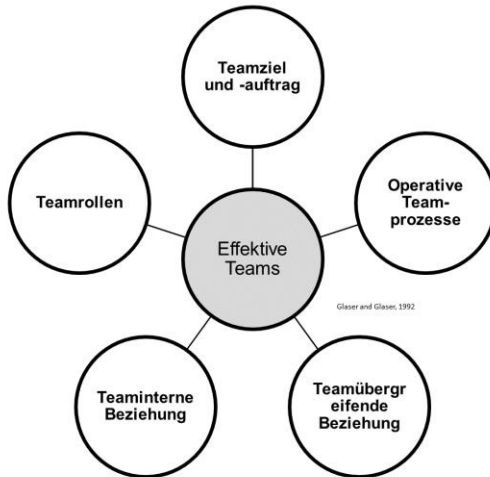 Teamziel
und -auftrag
Teamrollen
Operative
Team-
prozesse
Effektive
Teams
Glaser and Glaser, 1992
Teaminterne
Beziehung
Teamübergr
eifende
Beziehung